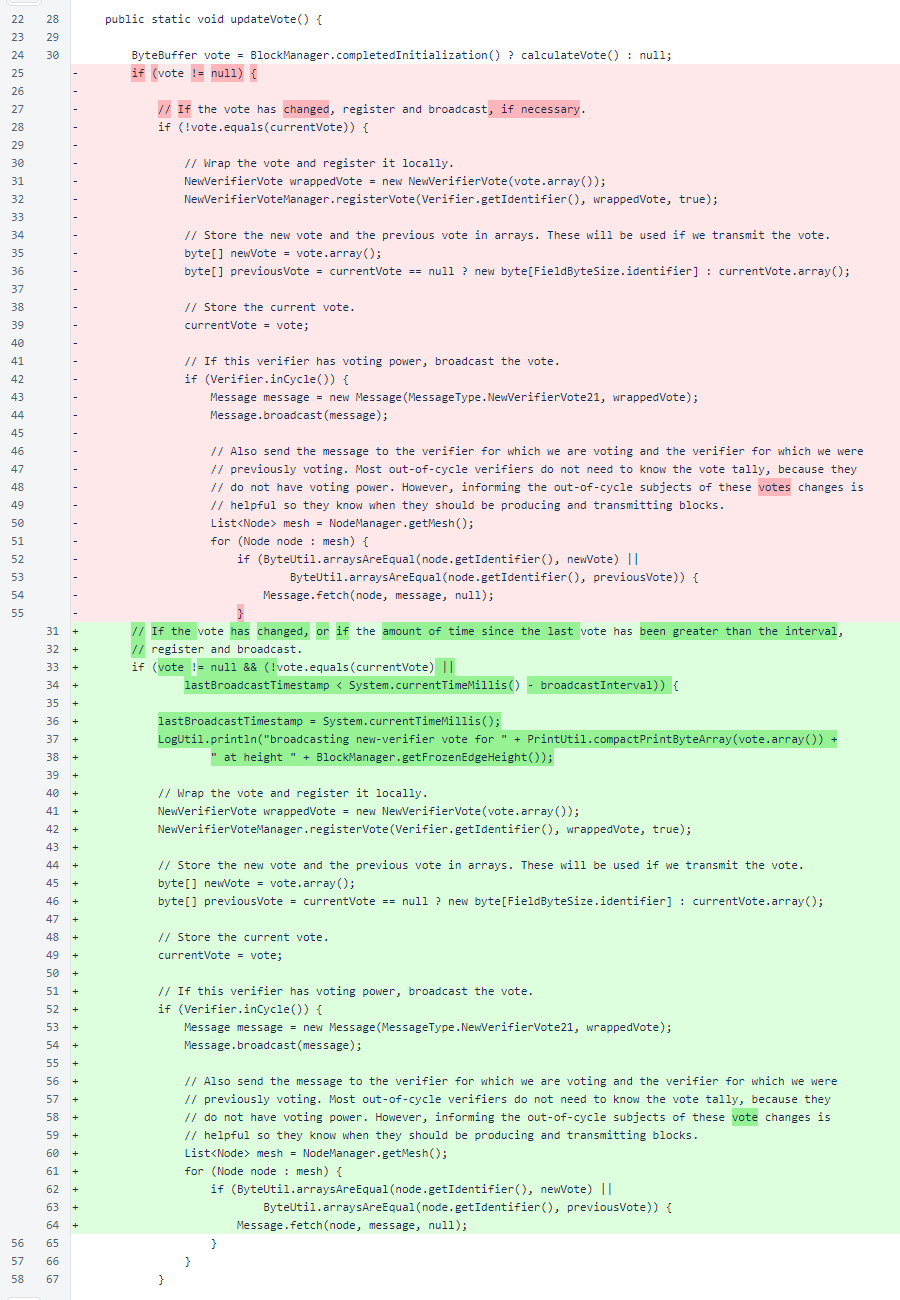 22 28 public static void updateVote() {
23 29
24 30 ByteBuffer vote = BlockManager.completedInitialization() ? calculateVote() : null;
25 - if (vote != null) {
26 -
27 - // If the vote has changed, register and broadcast, if necessary.
28 - if (!vote.equals(currentVote)) {
29 -
30 - // Wrap the vote and register it locally.
31 - NewVerifierVote wrappedVote = new NewVerifierVote(vote.array());
32 - NewVerifierVoteManager.registerVote(Verifier.getIdentifier(), wrappedVote, true);
33 -
34 - // Store the new vote and the previous vote in arrays. These will be used if we transmit the vote.
35 - byte[] newVote = vote.array();
36 - byte[] previousVote = currentVote == null ? new byte[FieldByteSize.identifier] : currentVote.array();
37 -
38 - // Store the current vote.
39 - currentVote = vote;
40 -
41 - // If this verifier has voting power, broadcast the vote.
42 - if (Verifier.inCycle()) {
43 - Message message = new Message(MessageType.NewVerifierVote21, wrappedVote);
44 - Message.broadcast(message);
45 -
46 - // Also send the message to the verifier for which we are voting and the verifier for which we were
47 - // previously voting. Most out-of-cycle verifiers do not need to know the vote tally, because they
48 - // do not have voting power. However, informing the out-of-cycle subjects of these votes changes is
49 - // helpful so they know when they should be producing and transmitting blocks.
50 - List<Node> mesh = NodeManager.getMesh();
51 - for (Node node : mesh) {
52 - if (ByteUtil.arraysAreEqual(node.getIdentifier(), newVote) ||
53 - ByteUtil.arraysAreEqual(node.getIdentifier(), previousVote)) {
54 - Message.fetch(node, message, null);
55 - }
31 + // If the vote has changed, or if the amount of time since the last vote has been greater than the interval,
32 + // register and broadcast.
33 + if (vote != null && (!vote.equals(currentVote) ||
34 + lastBroadcastTimestamp < System.currentTimeMillis() - broadcastInterval)) {
35 +
36 + lastBroadcastTimestamp = System.currentTimeMillis();
37 + LogUtil.println("broadcasting new-verifier vote for " + PrintUtil.compactPrintByteArray(vote.array()) +
38 + " at height " + BlockManager.getFrozenEdgeHeight());
39 +
40 + // Wrap the vote and register it locally.
41 + NewVerifierVote wrappedVote = new NewVerifierVote(vote.array());
42 + NewVerifierVoteManager.registerVote(Verifier.getIdentifier(), wrappedVote, true);
43 +
44 + // Store the new vote and the previous vote in arrays. These will be used if we transmit the vote.
45 + byte[] newVote = vote.array();
46 + byte[] previousVote = currentVote == null ? new byte[FieldByteSize.identifier] : currentVote.array();
47 +
48 + // Store the current vote.
49 + currentVote = vote;
50 +
51 + // If this verifier has voting power, broadcast the vote.
52 + if (Verifier.inCycle()) {
53 + Message message = new Message(MessageType.NewVerifierVote21, wrappedVote);
54 + Message.broadcast(message);
55 +
56 + // Also send the message to the verifier for which we are voting and the verifier for which we were
57 + // previously voting. Most out-of-cycle verifiers do not need to know the vote tally, because they
58 + // do not have voting power. However, informing the out-of-cycle subjects of these vote changes is
59 + // helpful so they know when they should be producing and transmitting blocks.
60 + List<Node> mesh = NodeManager.getMesh();
61 + for (Node node : mesh) {
62 + if (ByteUtil.arraysAreEqual(node.getIdentifier(), newVote) ||
63 + ByteUtil.arraysAreEqual(node.getIdentifier(), previousVote)) {
64 + Message.fetch(node, message, null);
56 65 }
57 66 }
58 67 }